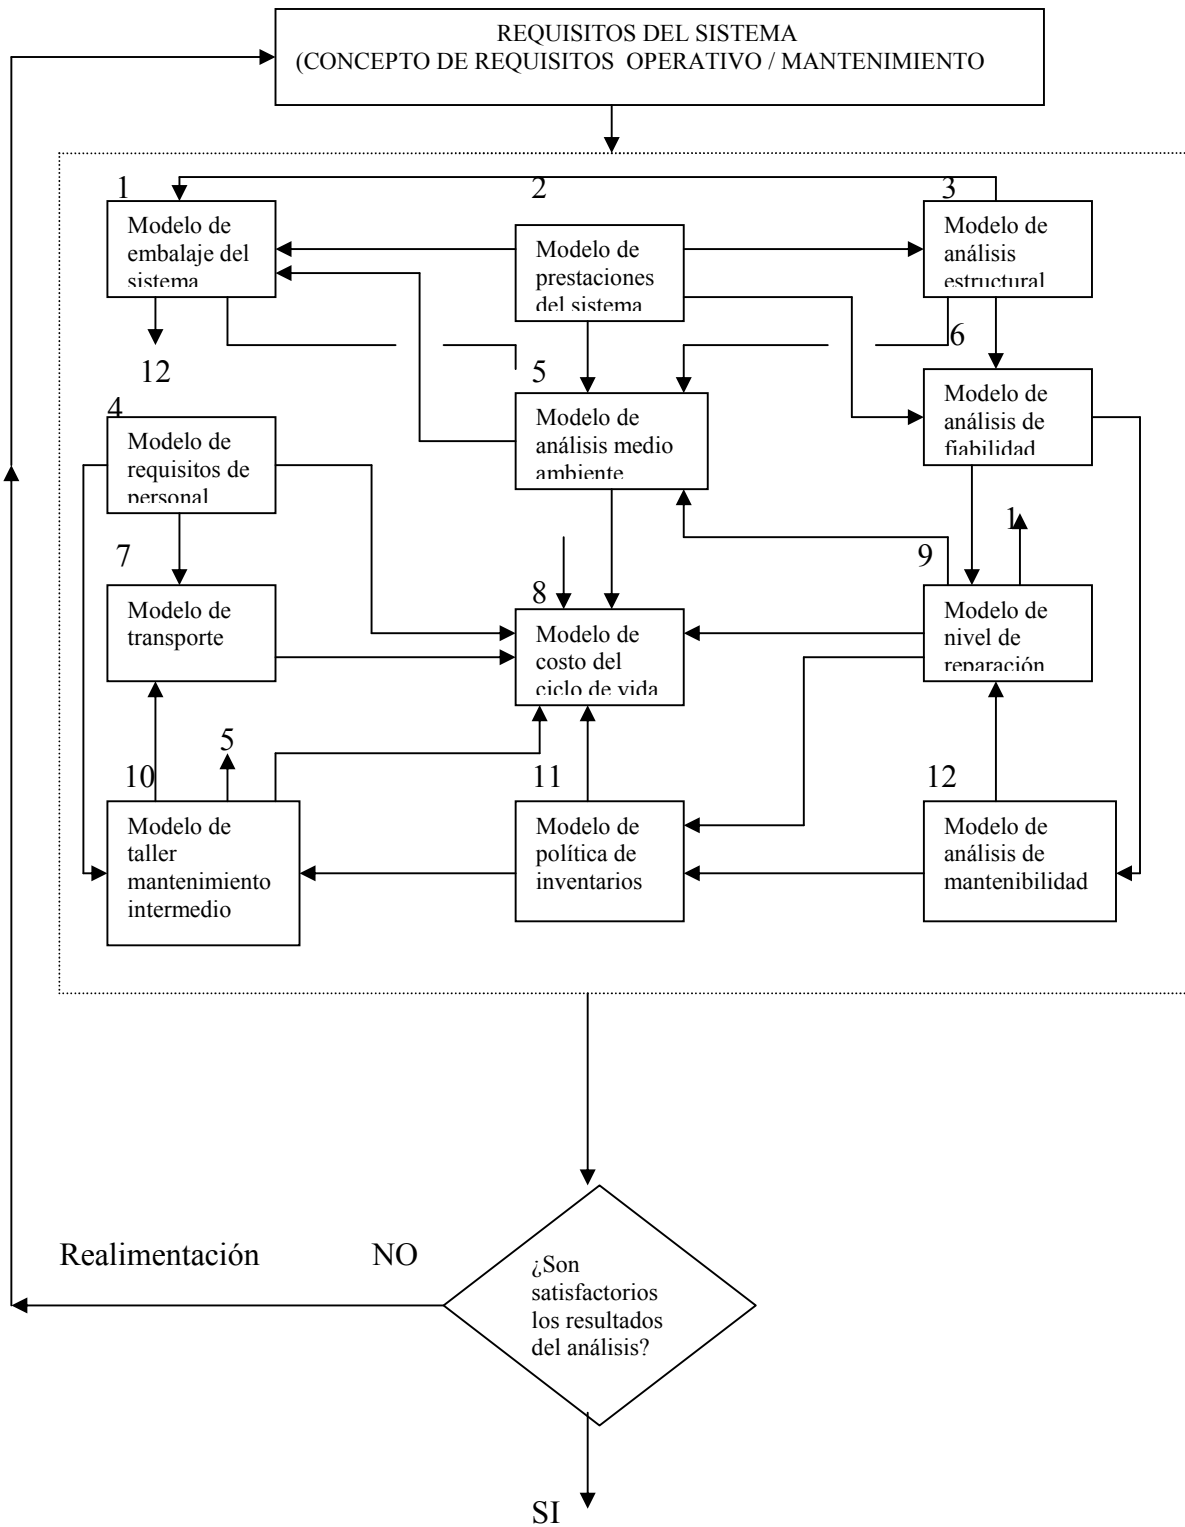 REQUISITOS DEL SISTEMA
(CONCEPTO DE REQUISITOS OPERATIVO / MANTENIMIENTO
1
2
3
Modelo de
embalaje del
sistema
Modelo de
prestaciones
del sistema
Modelo de
análisis
estructural
12
5
6
4
Modelo de
requisitos de
personal
Modelo de
análisis medio
ambiente
Modelo de
análisis de
fiabilidad
1
7
8
9
Modelo de
transporte
Modelo de
costo del
ciclo de vida
Modelo de
nivel de
reparación
5
10
11
12
Modelo de
taller
mantenimiento
intermedio
Modelo de
política de
inventarios
Modelo de
análisis de
mantenibilidad
Realimentación
NO
¿Son
satisfactorios
los resultados
del análisis?
SI